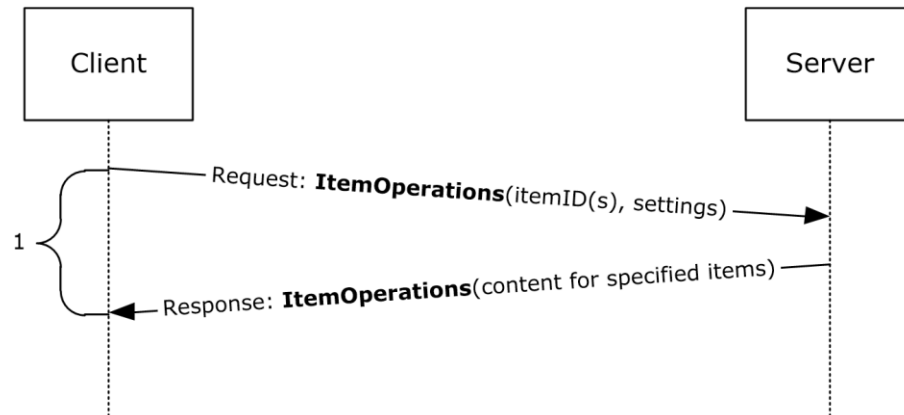 Client
Server
Request: ItemOperations(itemID(s), settings)
1
Response: ItemOperations(content for specified items)